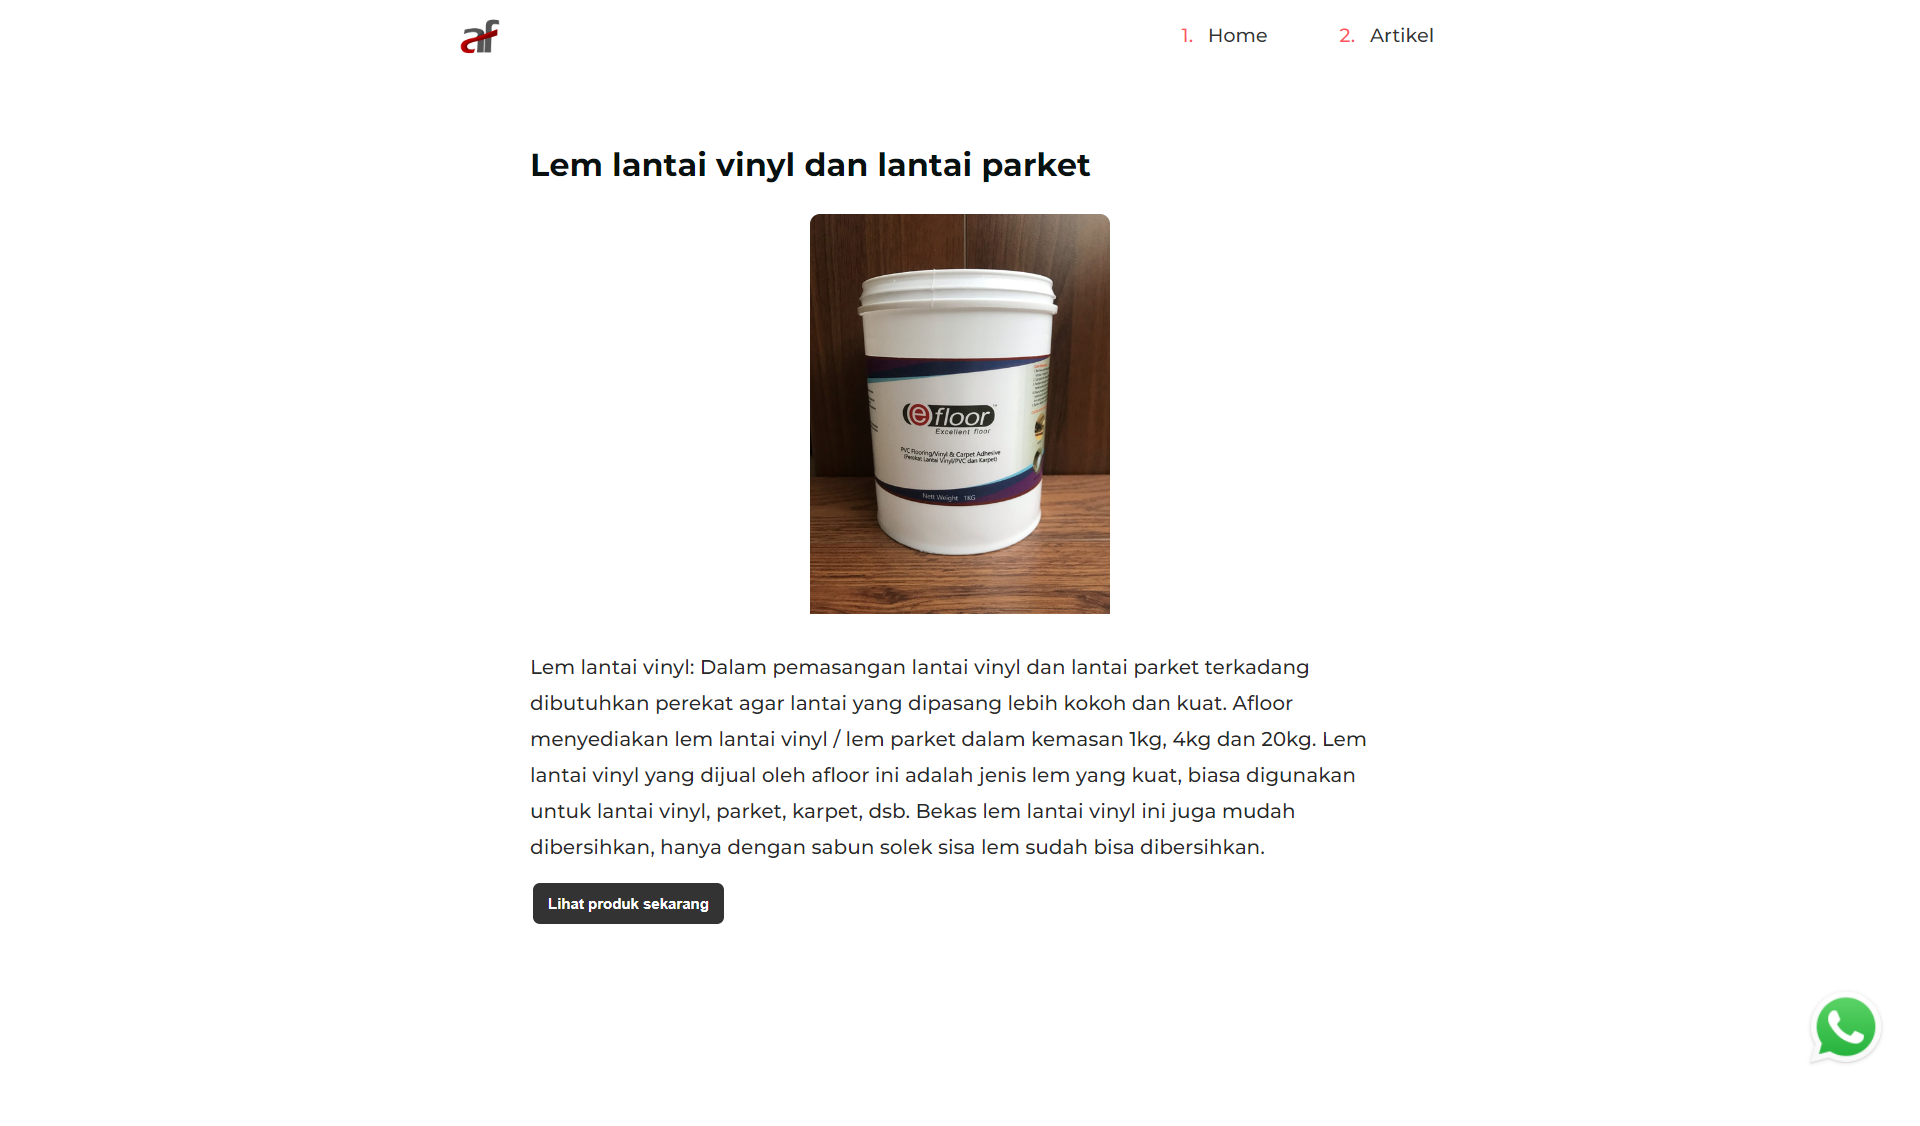 af
1. Home
2. Artikel
Lem lantai vinyl dan lantai parket
efloor
Excellent floor
PVC Flooring/Vinyl & Carpet Adhesive
(Perekat Lantai Vinyl/PVC dan Karpet)
Nett Weight 1KG
Lem lantai vinyl: Dalam pemasangan lantai vinyl dan lantai parket terkadang
dibutuhkan perekat agar lantai yang dipasang lebih kokoh dan kuat. Afloor
menyediakan lem lantai vinyl / lem parket dalam kemasan 1kg, 4kg dan 20kg. Lem
lantai vinyl yang dijual oleh afloor ini adalah jenis lem yang kuat, biasa digunakan
untuk lantai vinyl, parket, karpet, dsb. Bekas lem lantai vinyl ini juga mudah
dibersihkan, hanya dengan sabun solek sisa lem sudah bisa dibersihkan.
Lihat produk sekarang